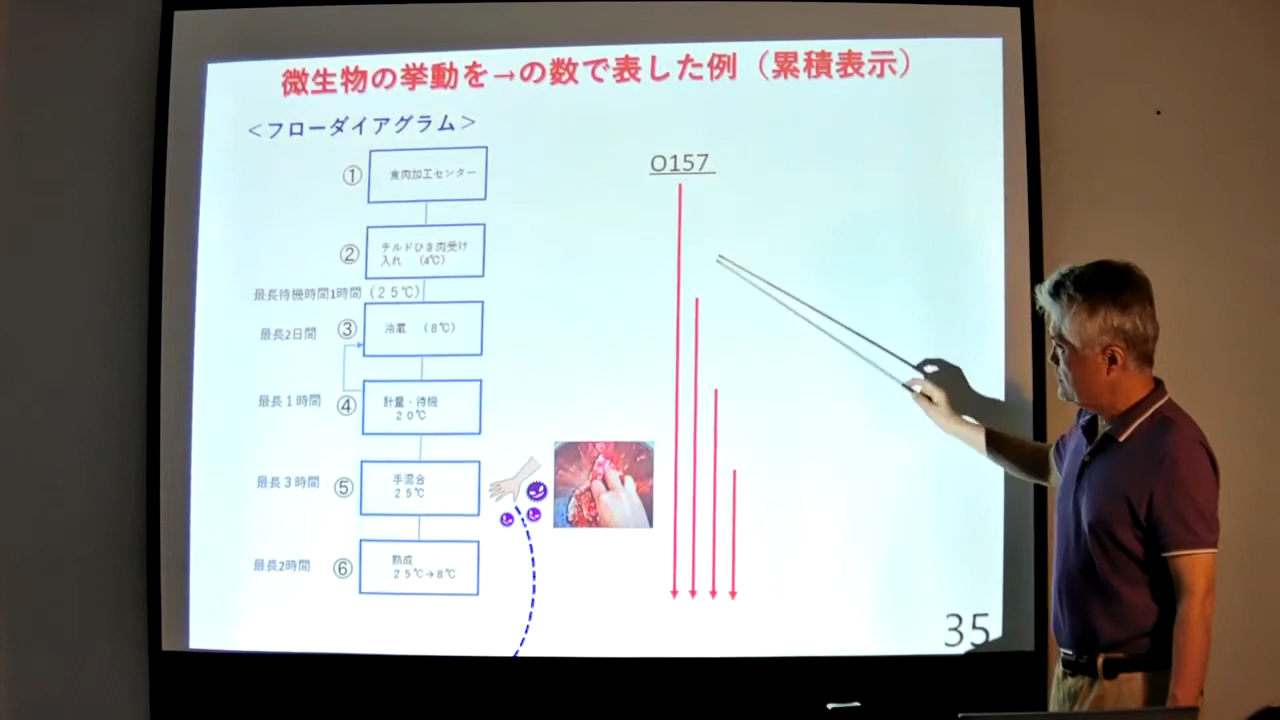 微生物の挙動を→の数で表した例（累積表示）
＜フローダイアグラム＞
O157
① 食肉加工センター
② チルドひき肉受け
入れ （4℃）
最長待機時間1時間（２５℃）
最長2日間 ③ 冷蔵 （８℃）
最長１時間 ④ 計量・待機
２０℃
最長３時間 ⑤ 手混合
２５℃
最長2時間 ⑥ 熟成
２５℃→８℃
35